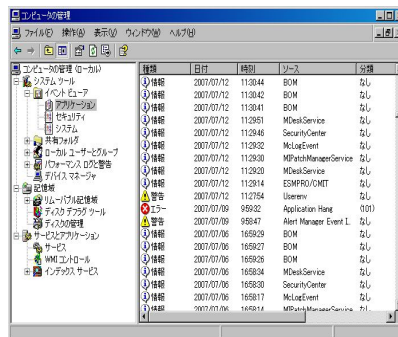 コンピュータの管理
ファイル(F) 操作(A) 表示(V) ウィンドウ(W) ヘルプ(H)
コンピュータの管理 (ローカル)
システム ツール
イベント ビューア
アプリケーション
セキュリティ
システム
共有フォルダ
ローカル ユーザーとグループ
パフォーマンス ログと警告
デバイス マネージャ
記憶域
リムーバブル記憶域
ディスク デフラグ ツール
ディスクの管理
サービスとアプリケーション
サービス
WMI コントロール
インデックス サービス
種類 日付 時刻 ソース 分類
情報 2007/07/12 11:30:44 BOM なし
情報 2007/07/12 11:30:42 BOM なし
情報 2007/07/12 11:30:41 BOM なし
情報 2007/07/12 11:29:51 MDeskService なし
情報 2007/07/12 11:29:46 SecurityCenter なし
情報 2007/07/12 11:29:32 McLogEvent なし
情報 2007/07/12 11:29:30 MIPatchManagerService なし
情報 2007/07/12 11:29:20 MDeskService なし
情報 2007/07/12 11:29:14 ESMPRO/CMIT なし
警告 2007/07/12 11:27:54 Userenv なし
エラー 2007/07/09 9:59:32 Application Hang (101)
警告 2007/07/09 9:58:47 Alert Manager Event I. なし
情報 2007/07/06 16:59:29 BOM なし
情報 2007/07/06 16:59:27 BOM なし
情報 2007/07/06 16:59:26 BOM なし
情報 2007/07/06 16:58:34 MDeskService なし
情報 2007/07/06 16:58:30 SecurityCenter なし
情報 2007/07/06 16:58:17 McLogEvent なし
情報 2007/07/06 16:58:14 MIPatchManagerService なし